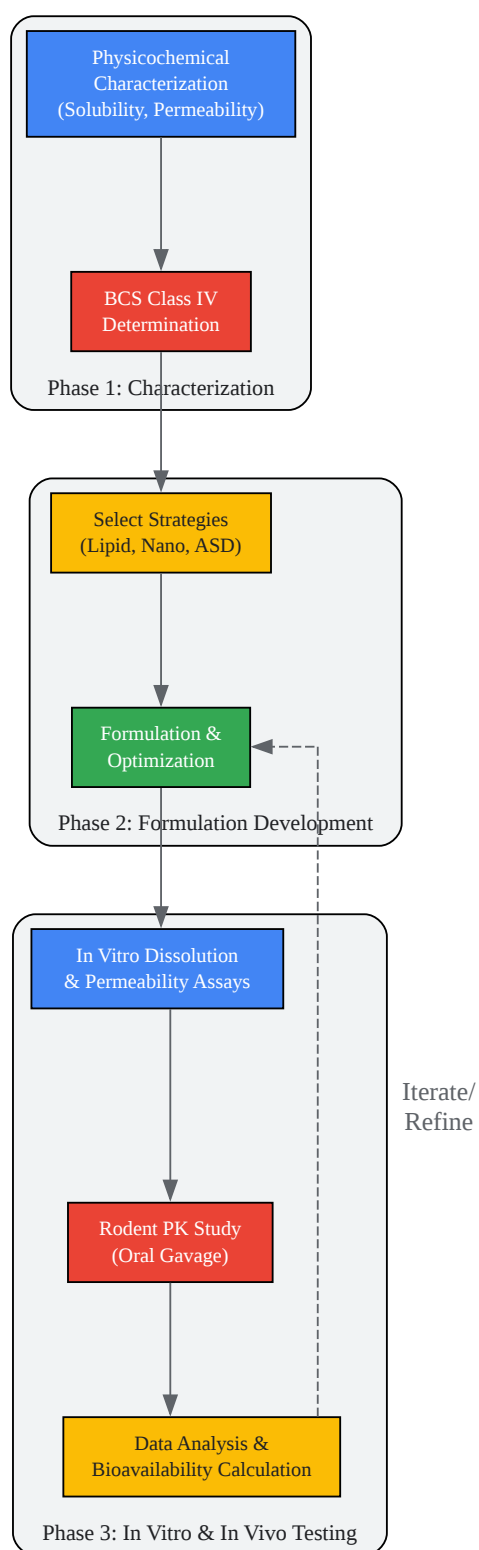 Physicochemical
Characterization
(Solubility, Permeability)
BCS Class IV
Determination
Phase 1: Characterization
Select Strategies
(Lipid, Nano, ASD)
Formulation &
Optimization
Phase 2: Formulation Development
In Vitro Dissolution
& Permeability Assays
Iterate/
Refine
Rodent PK Study
(Oral Gavage)
Data Analysis &
Bioavailability Calculation
Phase 3: In Vitro & In Vivo Testing